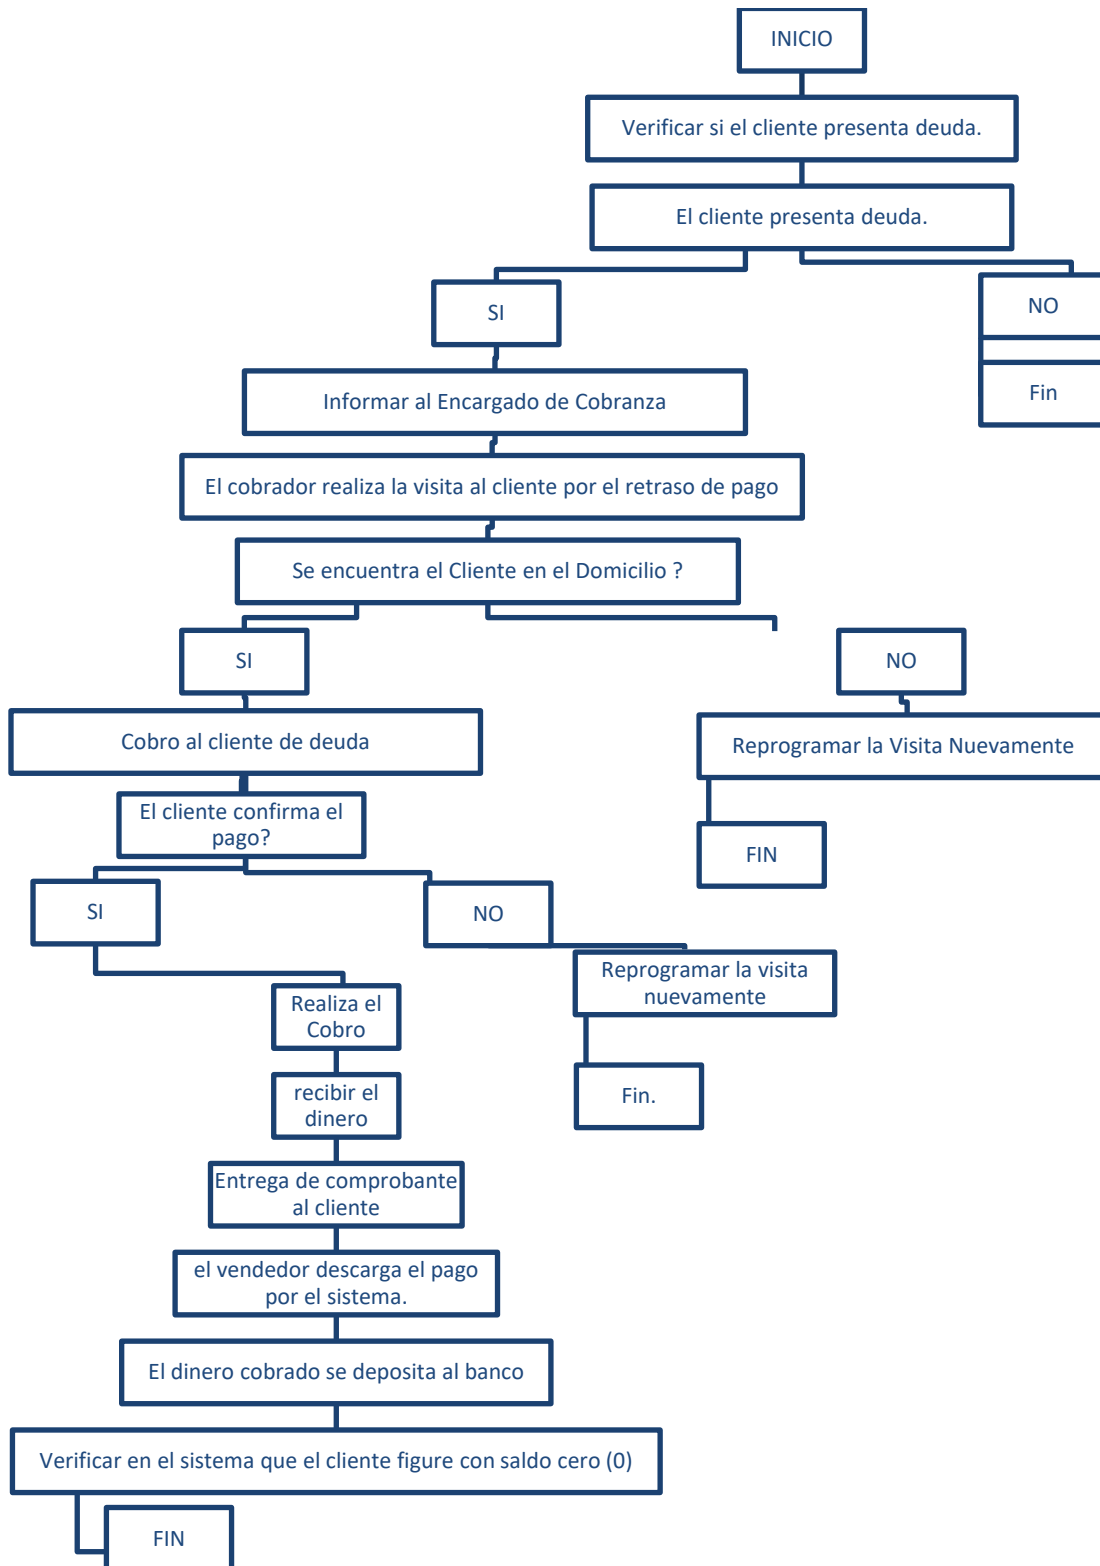 INICIO
Verificar si el cliente presenta deuda.
El cliente presenta deuda.
SI
NO
Informar al Encargado de Cobranza
Fin
El cobrador realiza la visita al cliente por el retraso de pago
Se encuentra el Cliente en el Domicilio ?
SI
NO
Cobro al cliente de deuda
Reprogramar la Visita Nuevamente
El cliente confirma el
pago?
FIN
SI
NO
Reprogramar la visita
nuevamente
Realiza el
Cobro
recibir el
dinero
Fin.
Entrega de comprobante
al cliente
el vendedor descarga el pago
por el sistema.
El dinero cobrado se deposita al banco
Verificar en el sistema que el cliente figure con saldo cero (0)
FIN